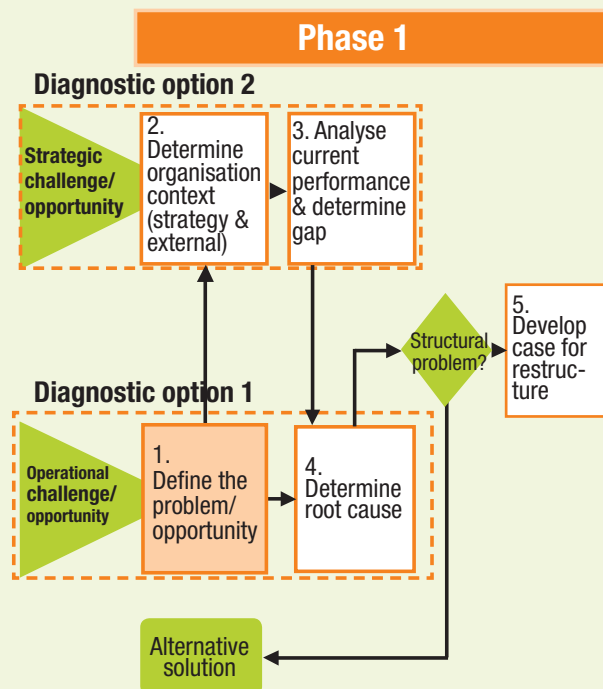 Phase 1
Diagnostic option 2
Strategic
challenge/
opportunity
2.
Determine
organisation
context
(strategy &
external)
3. Analyse
current
performance
& determine
gap
Structural
problem?
5.
Develop
case for
restruc-
ture
Diagnostic option 1
Operational
challenge/
opportunity
1.
Define the
problem/
opportunity
4.
Determine
root cause
Alternative
solution